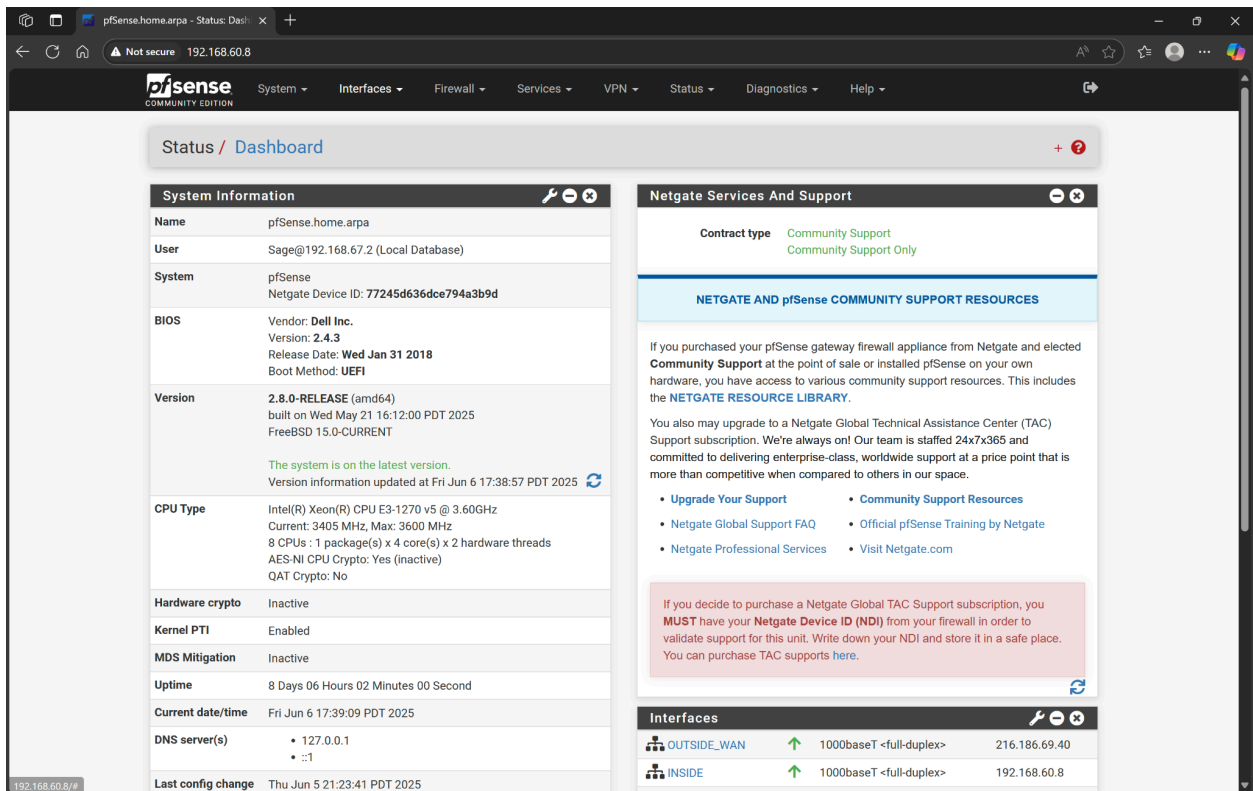 pfSense.home.arpa - Status: Dash
Not secure 192.168.60.8
pfsense
COMMUNITY EDITION
System Interfaces Firewall Services VPN Status Diagnostics Help
Status / Dashboard
System Information
Name pfSense.home.arpa
User Sage@192.168.67.2 (Local Database)
System pfSense
Netgate Device ID: 77245d636dce794a3b9d
BIOS Vendor: Dell Inc.
Version: 2.4.3
Release Date: Wed Jan 31 2018
Boot Method: UEFI
Version 2.8.0-RELEASE (amd64)
built on Wed May 21 16:12:00 PDT 2025
FreeBSD 15.0-CURRENT
The system is on the latest version.
Version information updated at Fri Jun 6 17:38:57 PDT 2025
CPU Type Intel(R) Xeon(R) CPU E3-1270 v5 @ 3.60GHz
Current: 3405 MHz, Max: 3600 MHz
8 CPUs : 1 package(s) x 4 core(s) x 2 hardware threads
AES-NI CPU Crypto: Yes (inactive)
QAT Crypto: No
Hardware crypto Inactive
Kernel PTI Enabled
MDS Mitigation Inactive
Uptime 8 Days 06 Hours 02 Minutes 00 Second
Current date/time Fri Jun 6 17:39:09 PDT 2025
DNS server(s) • 127.0.0.1
• ::1
Last config change Thu Jun 5 21:23:41 PDT 2025
Netgate Services And Support
Contract type Community Support
Community Support Only
NETGATE AND pfSense COMMUNITY SUPPORT RESOURCES
If you purchased your pfSense gateway firewall appliance from Netgate and elected
Community Support at the point of sale or installed pfSense on your own
hardware, you have access to various community support resources. This includes
the NETGATE RESOURCE LIBRARY.
You also may upgrade to a Netgate Global Technical Assistance Center (TAC)
Support subscription. We're always on! Our team is staffed 24x7x365 and
committed to delivering enterprise-class, worldwide support at a price point that is
more than competitive when compared to others in our space.
• Upgrade Your Support • Community Support Resources
• Netgate Global Support FAQ • Official pfSense Training by Netgate
• Netgate Professional Services • Visit Netgate.com
If you decide to purchase a Netgate Global TAC Support subscription, you
MUST have your Netgate Device ID (NDI) from your firewall in order to
validate support for this unit. Write down your NDI and store it in a safe place.
You can purchase TAC supports here.
Interfaces
OUTSIDE_WAN 1000baseT <full-duplex> 216.186.69.40
INSIDE 1000baseT <full-duplex> 192.168.60.8
192.168.60.8/#